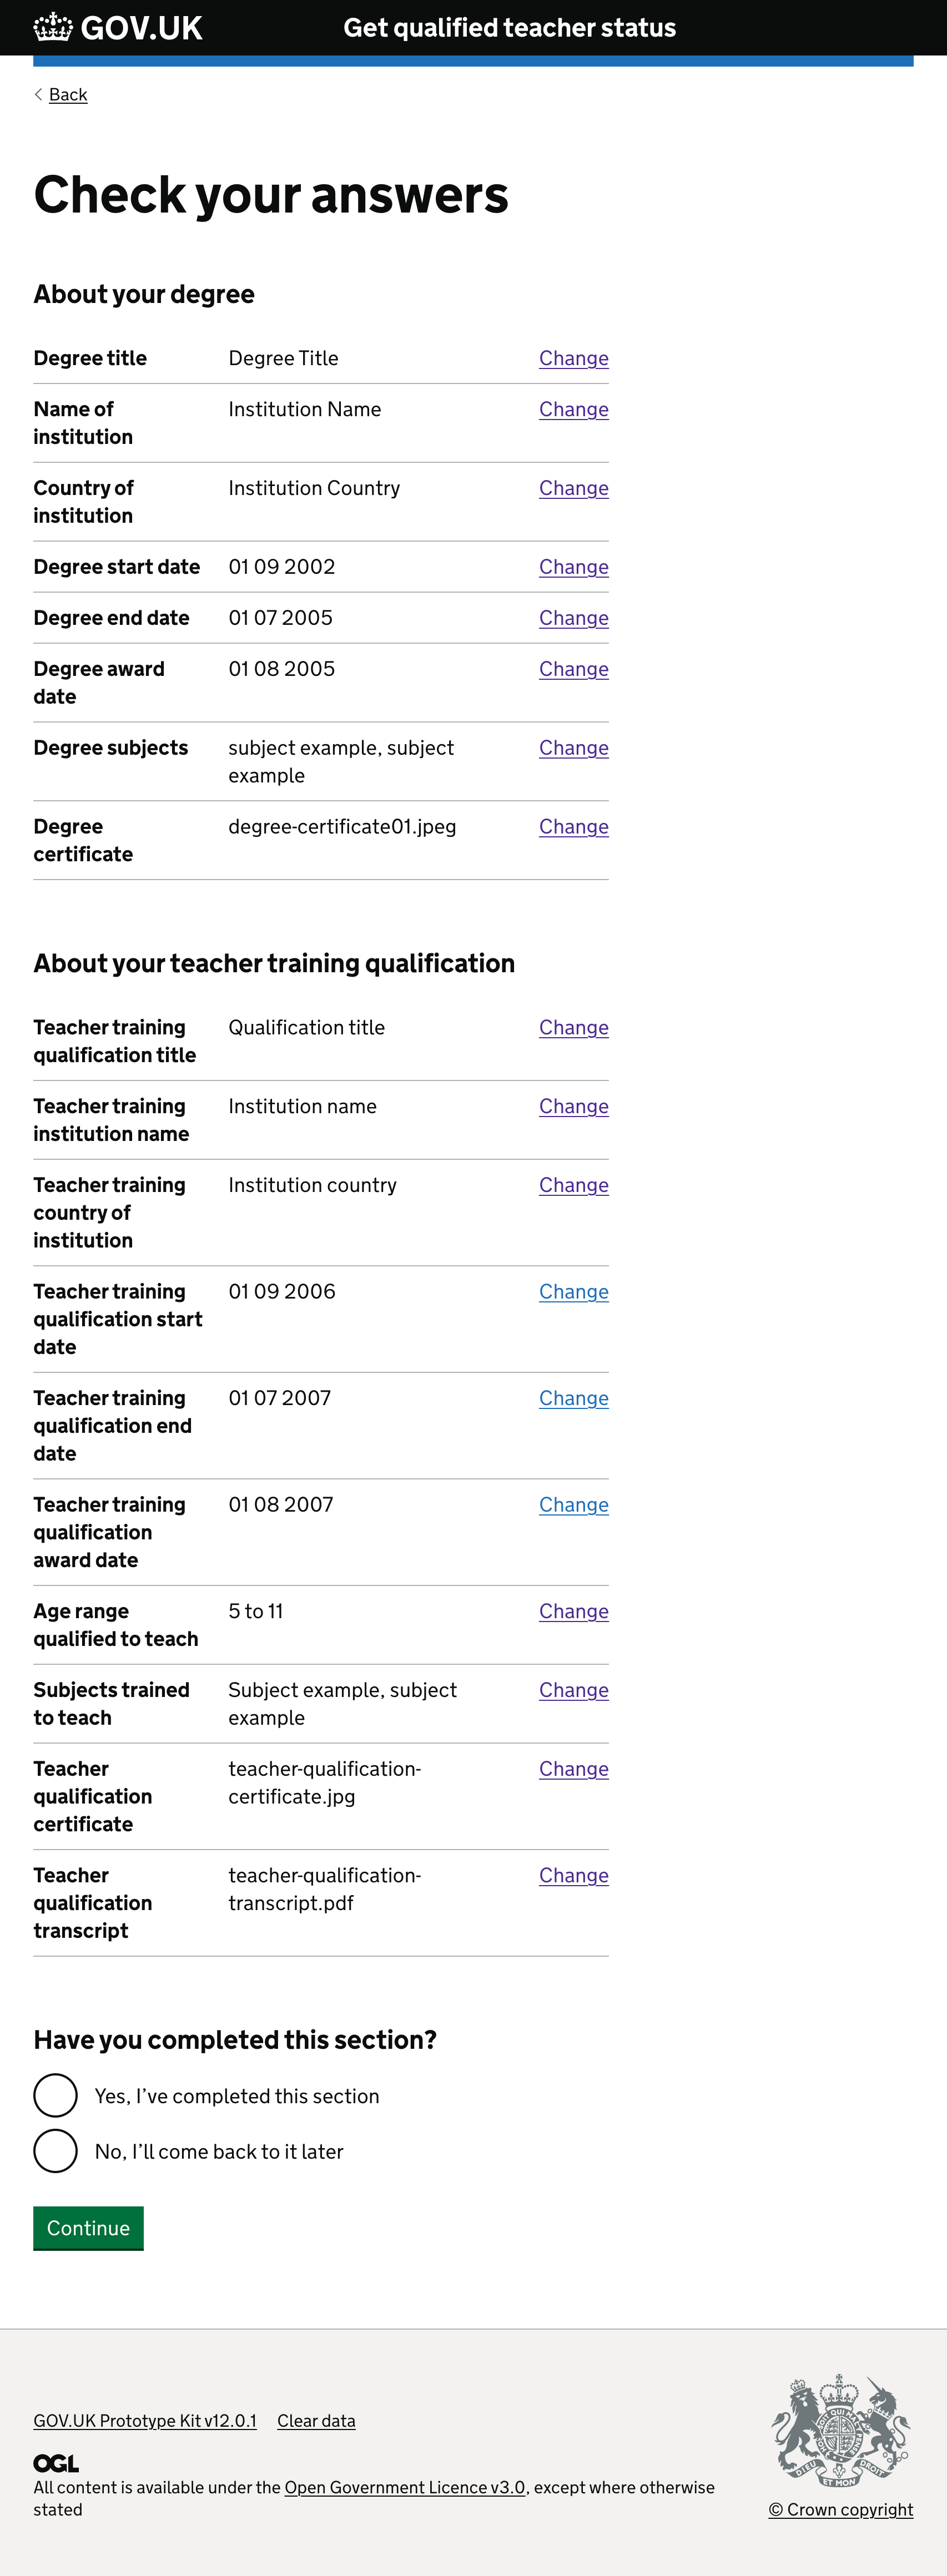 GOV.UK Get qualified teacher status
Back
Check your answers
About your degree
Degree title Degree Title Change
Name of Institution Name Change
institution
Country of Institution Country Change
institution
Degree start date 01 09 2002 Change
Degree end date 01 07 2005 Change
Degree award 01 08 2005 Change
date
Degree subjects subject example, subject Change
example
Degree degree-certificate01.jpeg Change
certificate
About your teacher training qualification
Teacher training Qualification title Change
qualification title
Teacher training Institution name Change
institution name
Teacher training Institution country Change
country of
institution
Teacher training 01 09 2006 Change
qualification start
date
Teacher training 01 07 2007 Change
qualification end
date
Teacher training 01 08 2007 Change
qualification
award date
Age range 5 to 11 Change
qualified to teach
Subjects trained Subject example, subject Change
to teach example
Teacher teacher-qualification- Change
qualification certificate.jpg
certificate
Teacher teacher-qualification- Change
qualification transcript.pdf
transcript
Have you completed this section?
Yes, I’ve completed this section
No, I’ll come back to it later
Continue
GOV.UK Prototype Kit v12.0.1 Clear data
OGL
All content is available under the Open Government Licence v3.0, except where otherwise
stated
© Crown copyright